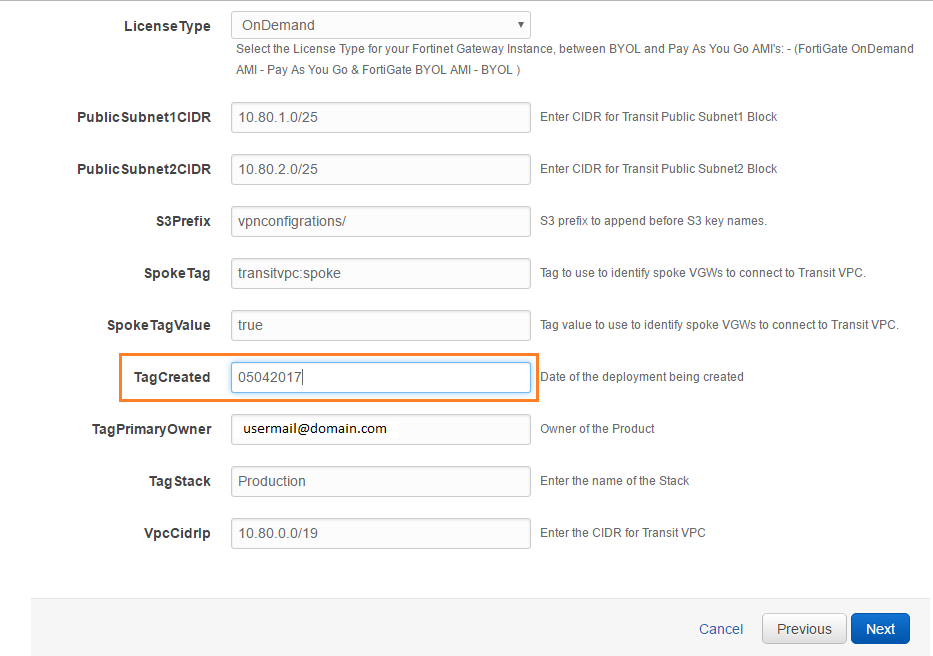 LicenseType OnDemand
Select the License Type for your Fortinet Gateway Instance, between BYOL and Pay As You Go AMI's: - (FortiGate OnDemand
AMI - Pay As You Go & FortiGate BYOL AMI - BYOL )
PublicSubnet1CIDR 10.80.1.0/25 Enter CIDR for Transit Public Subnet1 Block
PublicSubnet2CIDR 10.80.2.0/25 Enter CIDR for Transit Public Subnet2 Block
S3Prefix vpnconfigrations/ S3 prefix to append before S3 key names.
SpokeTag transitvpc:spoke Tag to use to identify spoke VGWs to connect to Transit VPC.
SpokeTagValue true Tag value to use to identify spoke VGWs to connect to Transit VPC.
TagCreated 05042017 Date of the deployment being created
TagPrimaryOwner usermail@domain.com Owner of the Product
TagStack Production Enter the name of the Stack
VpcCidrIp 10.80.0.0/19 Enter the CIDR for Transit VPC
Cancel Previous Next